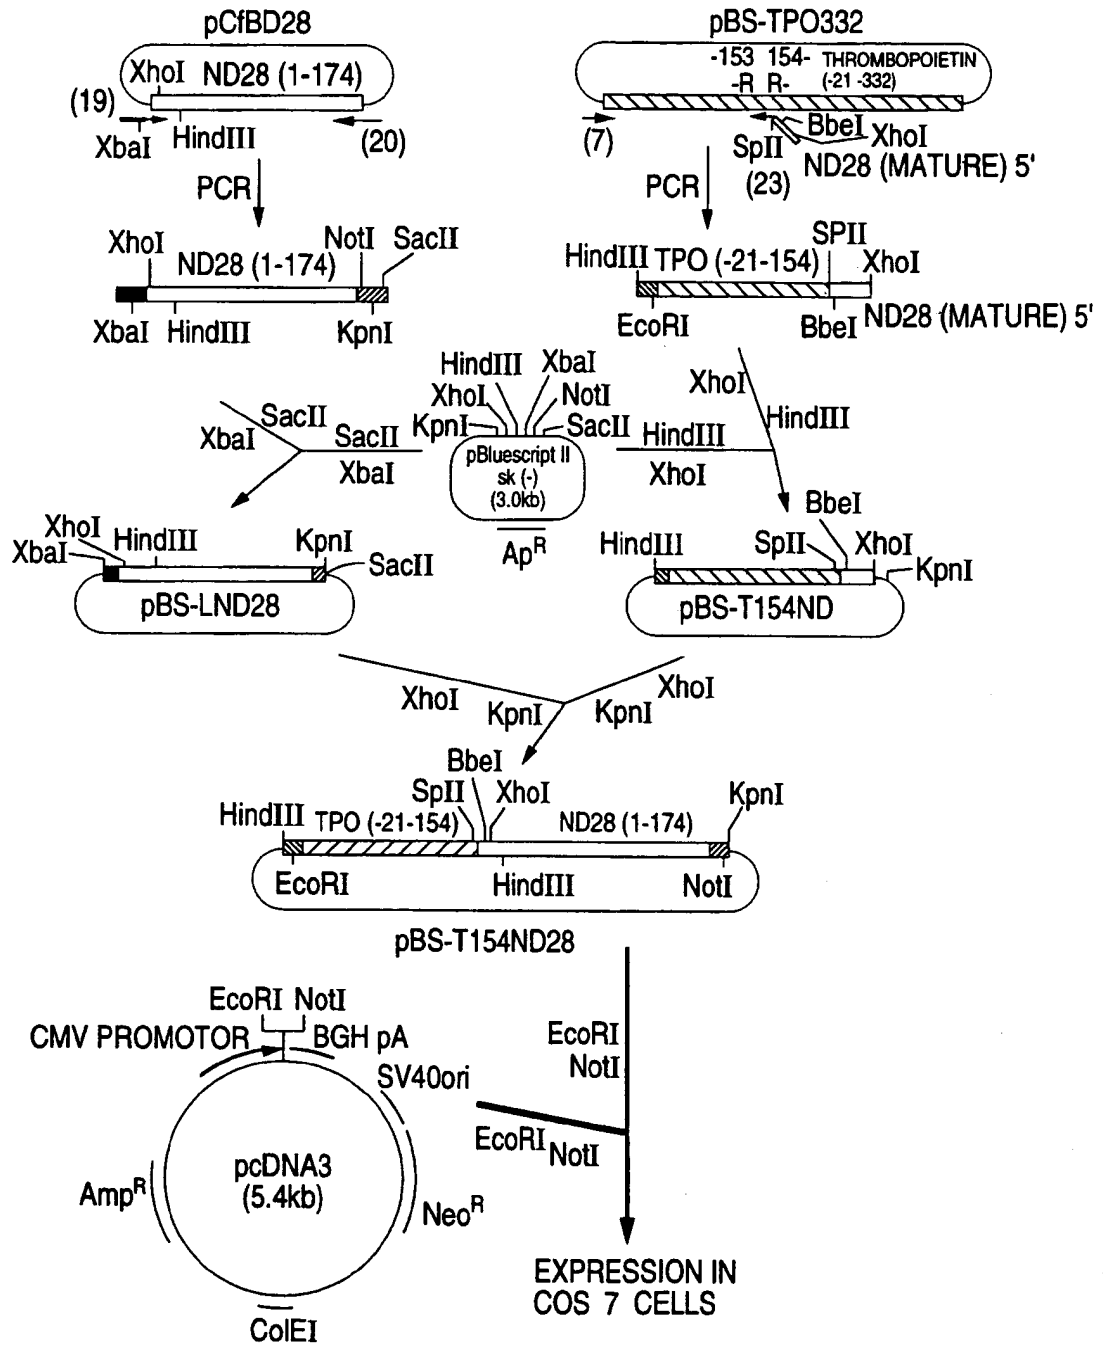 pCfBD28
pBS-TPO332
XhoI ND28 (1-174)
-153 154- THROMBOPOIETIN
-R R- (-21 -332)
(19)
XbaI HindIII (20)
(7) BbeI XhoI
SpII ND28 (MATURE) 5'
(23)
PCR
PCR
XhoI ND28 (1-174) NotI SacII
XbaI HindIII KpnI
HindIII TPO (-21-154) SPII XhoI
EcoRI BbeI ND28 (MATURE) 5'
HindIII XbaI
XhoI NotI
KpnI SacII
pBluescript II
sk (-)
(3.0kb)
Ap^R
SacII
XbaI
SacII
XbaI
HindIII
XhoI
XhoI
HindIII
XhoI
XbaI HindIII KpnI SacII
pBS-LND28
BbeI
HindIII SpII XhoI KpnI
pBS-T154ND
XhoI
KpnI
XhoI
KpnI
BbeI
SpII XhoI KpnI
HindIII TPO (-21-154) ND28 (1-174)
EcoRI HindIII NotI
pBS-T154ND28
EcoRI NotI
CMV PROMOTOR BGH pA
SV40ori
pcDNA3
(5.4kb)
Amp^R
Neo^R
ColEI
EcoRI
NotI
EcoRI NotI
EXPRESSION IN
COS 7 CELLS